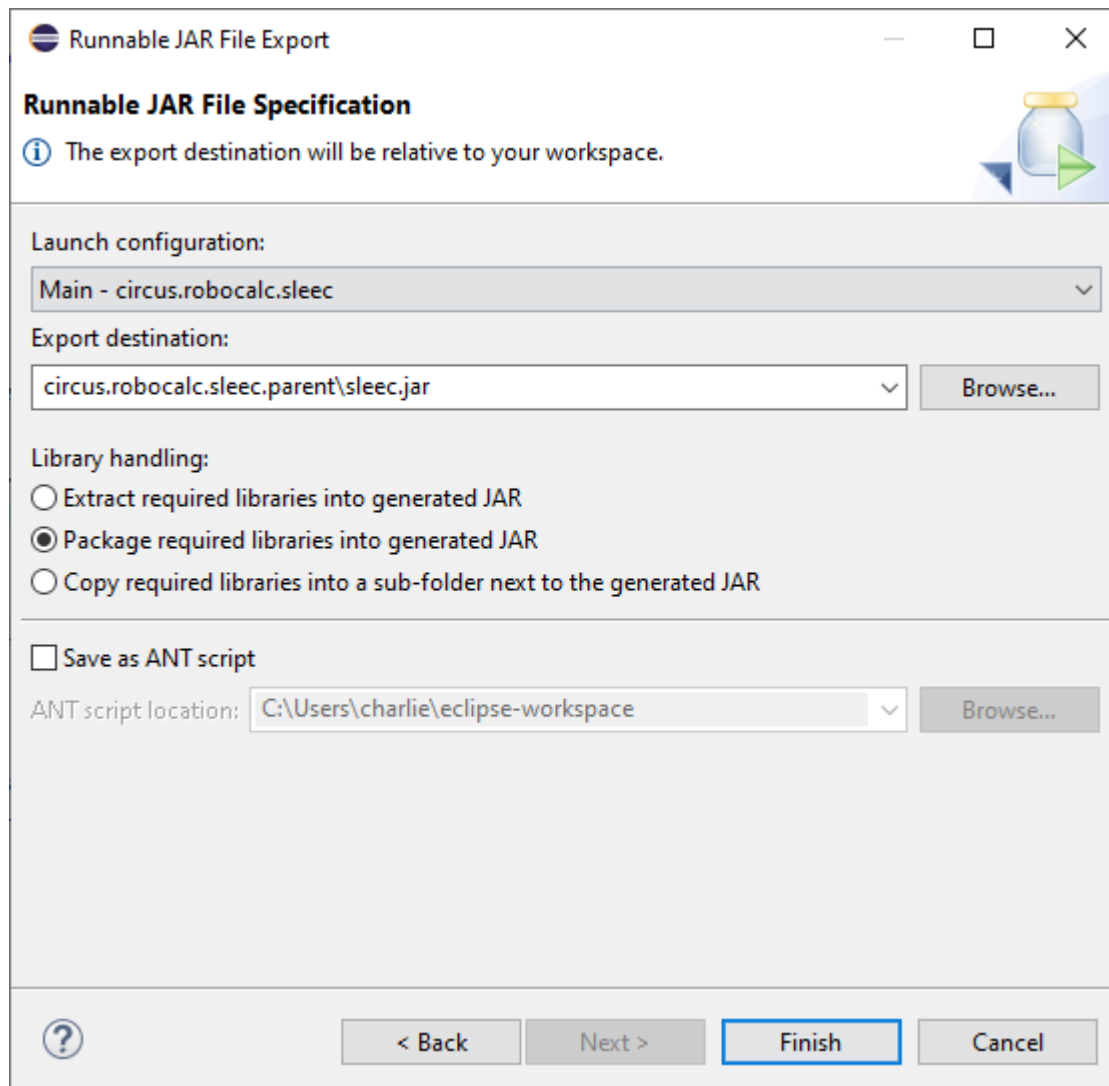 Runnable JAR File Export
Runnable JAR File Specification
The export destination will be relative to your workspace.
Launch configuration:
Main - circus.robocalc.sleec
Export destination:
circus.robocalc.sleec.parent\sleec.jar
Browse...
Library handling:
Extract required libraries into generated JAR
Package required libraries into generated JAR
Copy required libraries into a sub-folder next to the generated JAR
Save as ANT script
ANT script location:
C:\Users\charlie\eclipse-workspace
Browse...
? < Back Next > Finish Cancel